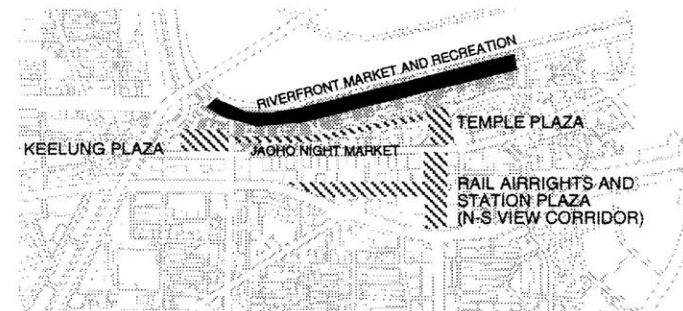 RIVERFRONT MARKET AND RECREATION
TEMPLE PLAZA
KEELUNG PLAZA
JAOHO NIGHT MARKET
RAIL AIRRIGHTS AND
STATION PLAZA
(N-S VIEW CORRIDOR)